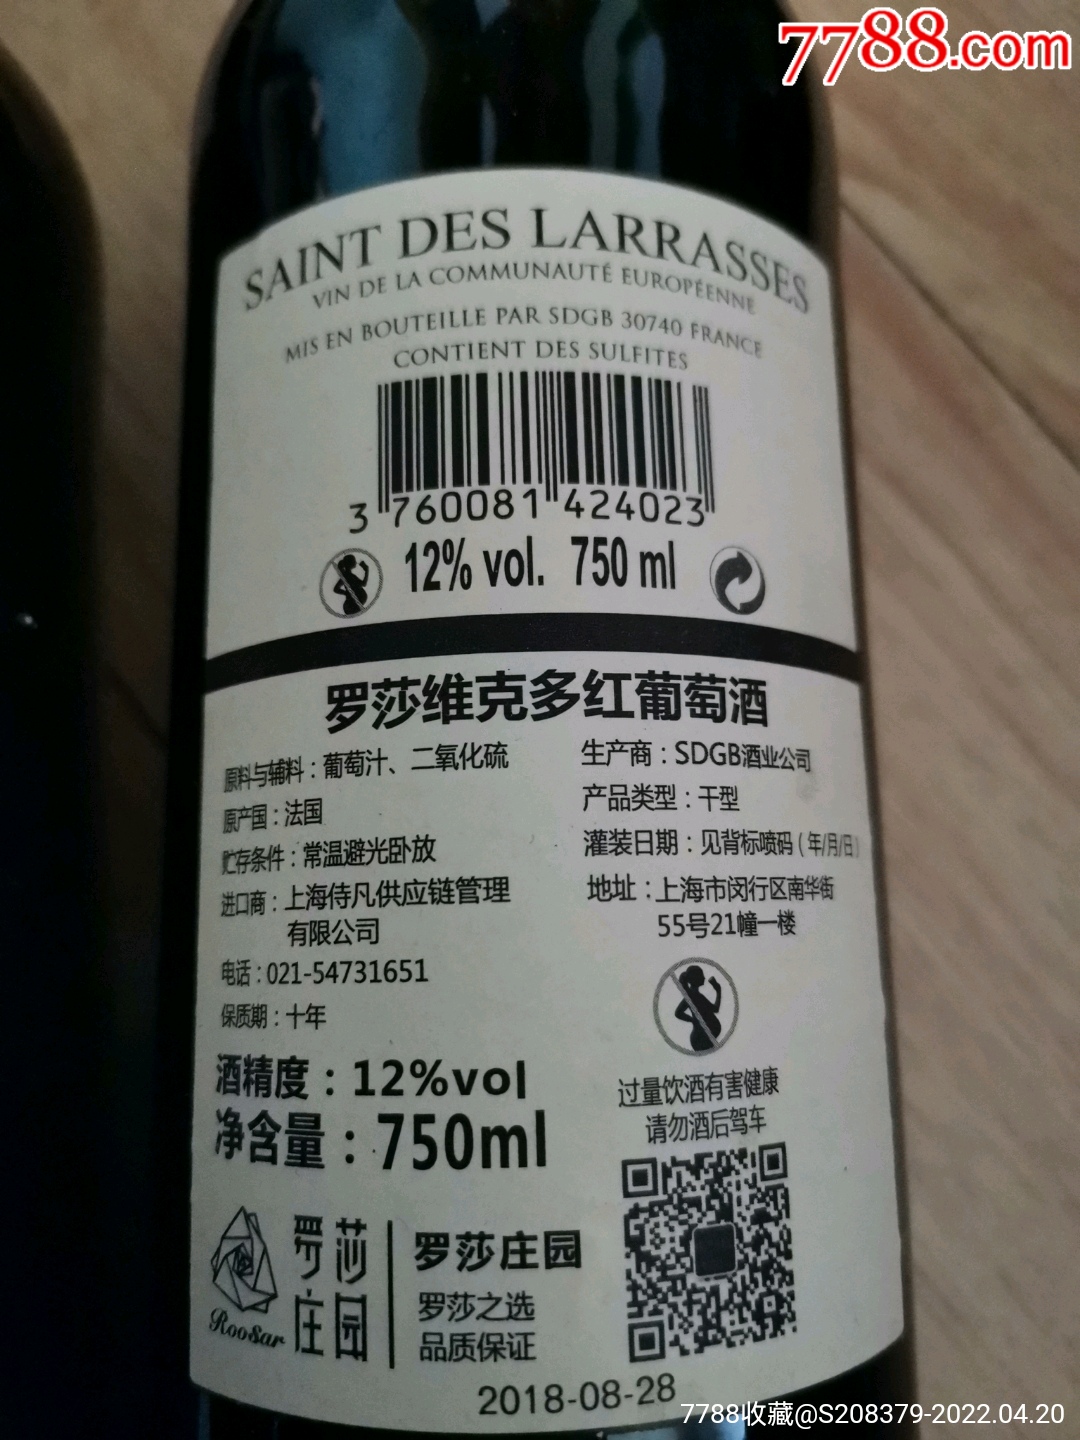 7788.com
SAINT DES LARRASSES
VIN DE LA COMMUNAUTÉ EUROPÉENNE
MIS EN BOUTEILLE PAR SDGB 30740 FRANCE
CONTIENT DES SULFITES
3 760081 424023
12% vol. 750 ml
罗莎维克多红葡萄酒
原料与辅料：葡萄汁、二氧化硫
原产国：法国
贮存条件：常温避光卧放
进口商：上海侍凡供应链管理
有限公司
电话：021-54731651
保质期：十年
生产商：SDGB酒业公司
产品类型：干型
灌装日期：见背标喷码（年/月/日）
地址：上海市闵行区南华街
55号21幢一楼
酒精度：12%vol
净含量：750ml
过量饮酒有害健康
请勿酒后驾车
RooSar
罗莎
庄园
罗莎庄园
罗莎之选
品质保证
2018-08-28
7788收藏@S208379-2022.04.20